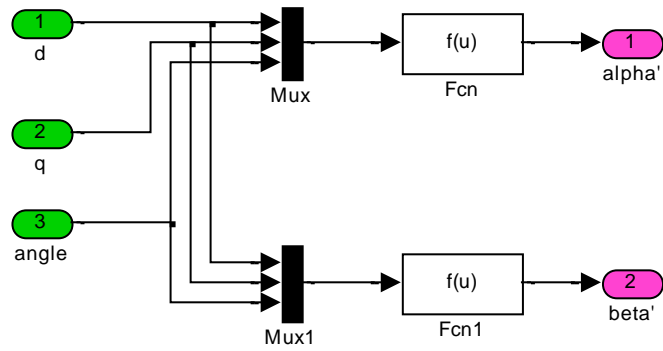 1
d
2
q
3
angle
Mux
f(u)
Fcn
1
alpha'
Mux1
f(u)
Fcn1
2
beta'